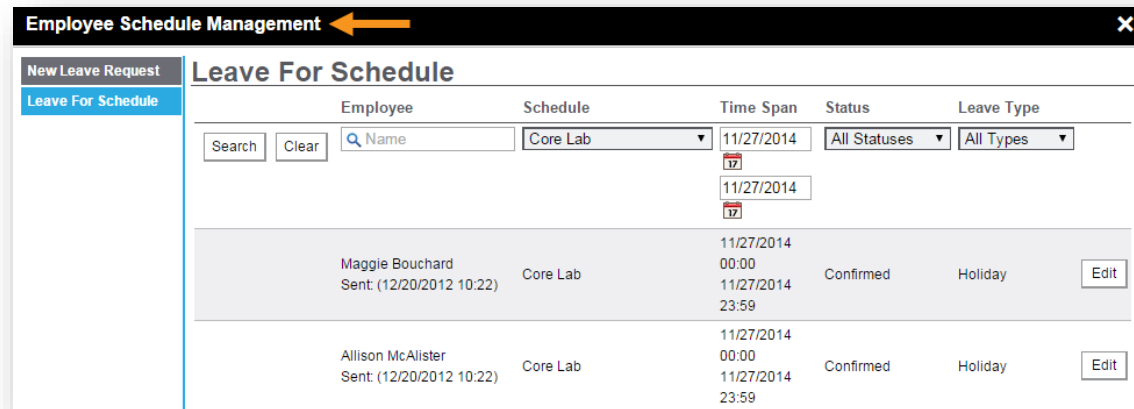 Employee Schedule Management
New Leave Request
Leave For Schedule
Leave For Schedule
Employee Schedule Time Span Status Leave Type
Search Clear Name Core Lab 11/27/2014 All Statuses All Types
17
11/27/2014
17
Maggie Bouchard
Sent: (12/20/2012 10:22)
Core Lab
11/27/2014
00:00
11/27/2014
23:59
Confirmed
Holiday
Edit
Allison McAlister
Sent: (12/20/2012 10:22)
Core Lab
11/27/2014
00:00
11/27/2014
23:59
Confirmed
Holiday
Edit